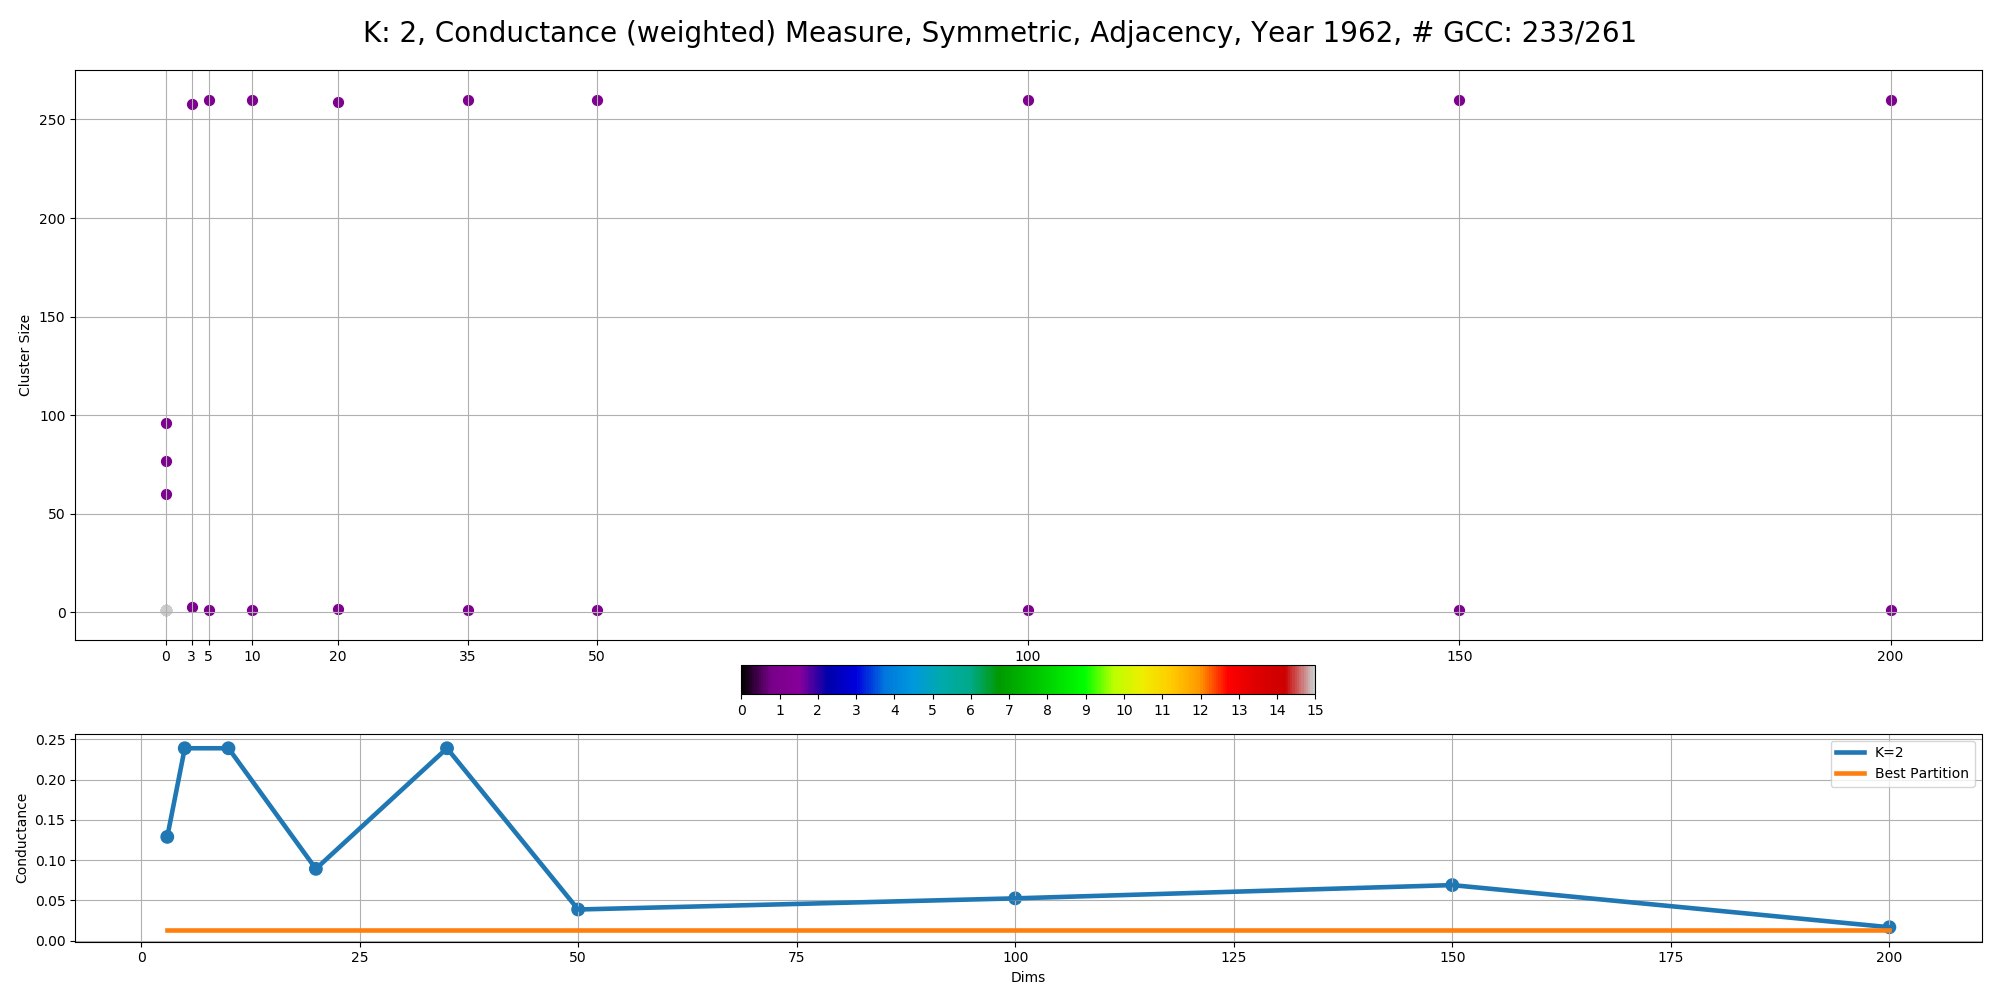 K: 2, Conductance (weighted) Measure, Symmetric, Adjacency, Year 1962, # GCC: 233/261
250
200
150
100
50
0
Cluster Size
0 3 5 10 20 35 50 100 150 200
0 1 2 3 4 5 6 7 8 9 10 11 12 13 14 15
0.25
0.20
0.15
0.10
0.05
0.00
Conductance
K=2
Best Partition
0 25 50 75 100 125 150 175 200
Dims